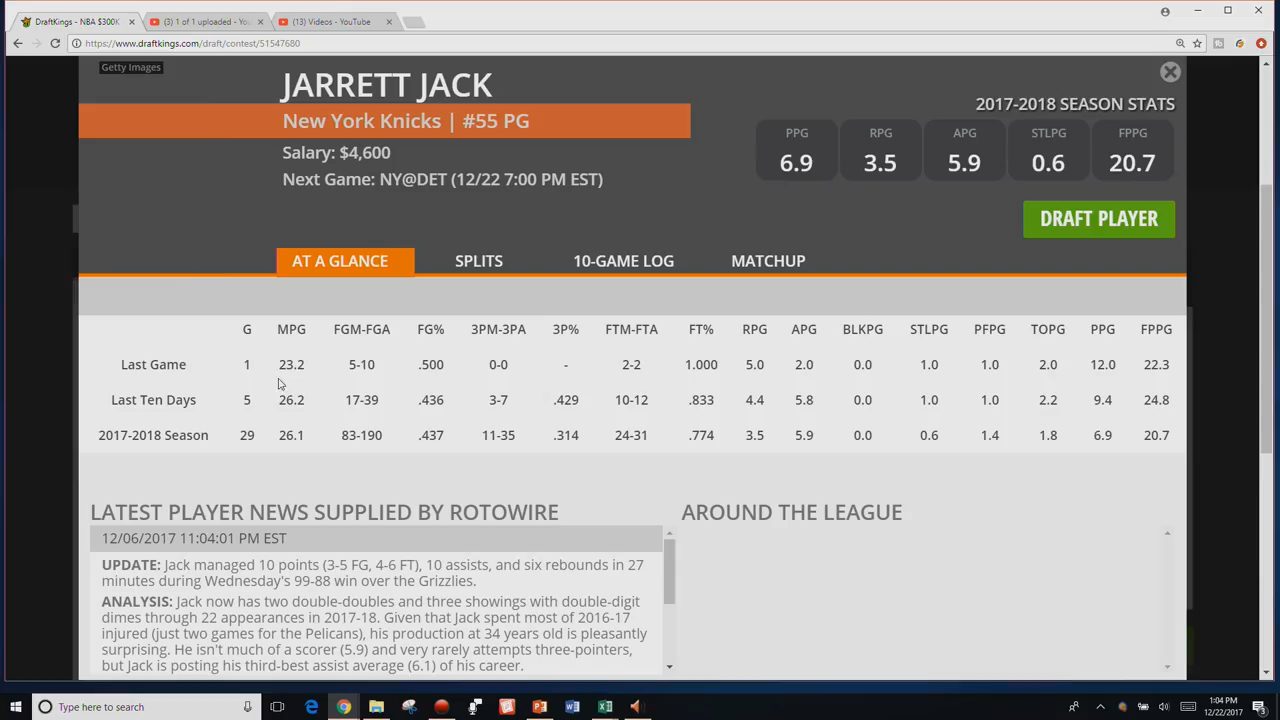 DraftKings - NBA $300K
(3) 1 of 1 uploaded - You
(13) Videos - YouTube
https://www.draftkings.com/draft/contest/51547680
Getty Images
JARRETT JACK
New York Knicks | #55 PG
Salary: $4,600
Next Game: NY@DET (12/22 7:00 PM EST)
2017-2018 SEASON STATS
PPG RPG APG STLPG FPPG
6.9 3.5 5.9 0.6 20.7
DRAFT PLAYER
AT A GLANCE SPLITS 10-GAME LOG MATCHUP
G MPG FGM-FGA FG% 3PM-3PA 3P% FTM-FTA FT% RPG APG BLKPG STLPG PFPG TOPG PPG FPPG
Last Game 1 23.2 5-10 .500 0-0 - 2-2 1.000 5.0 2.0 0.0 1.0 1.0 2.0 12.0 22.3
Last Ten Days 5 26.2 17-39 .436 3-7 .429 10-12 .833 4.4 5.8 0.0 1.0 1.0 2.2 9.4 24.8
2017-2018 Season 29 26.1 83-190 .437 11-35 .314 24-31 .774 3.5 5.9 0.0 0.6 1.4 1.8 6.9 20.7
LATEST PLAYER NEWS SUPPLIED BY ROTOWIRE
12/06/2017 11:04:01 PM EST
UPDATE: Jack managed 10 points (3-5 FG, 4-6 FT), 10 assists, and six rebounds in 27
minutes during Wednesday's 99-88 win over the Grizzlies.
ANALYSIS: Jack now has two double-doubles and three showings with double-digit
dimes through 22 appearances in 2017-18. Given that Jack spent most of 2016-17
injured (just two games for the Pelicans), his production at 34 years old is pleasantly
surprising. He isn't much of a scorer (5.9) and very rarely attempts three-pointers,
but Jack is posting his third-best assist average (6.1) of his career.
AROUND THE LEAGUE
Type here to search
1:04 PM
12/22/2017